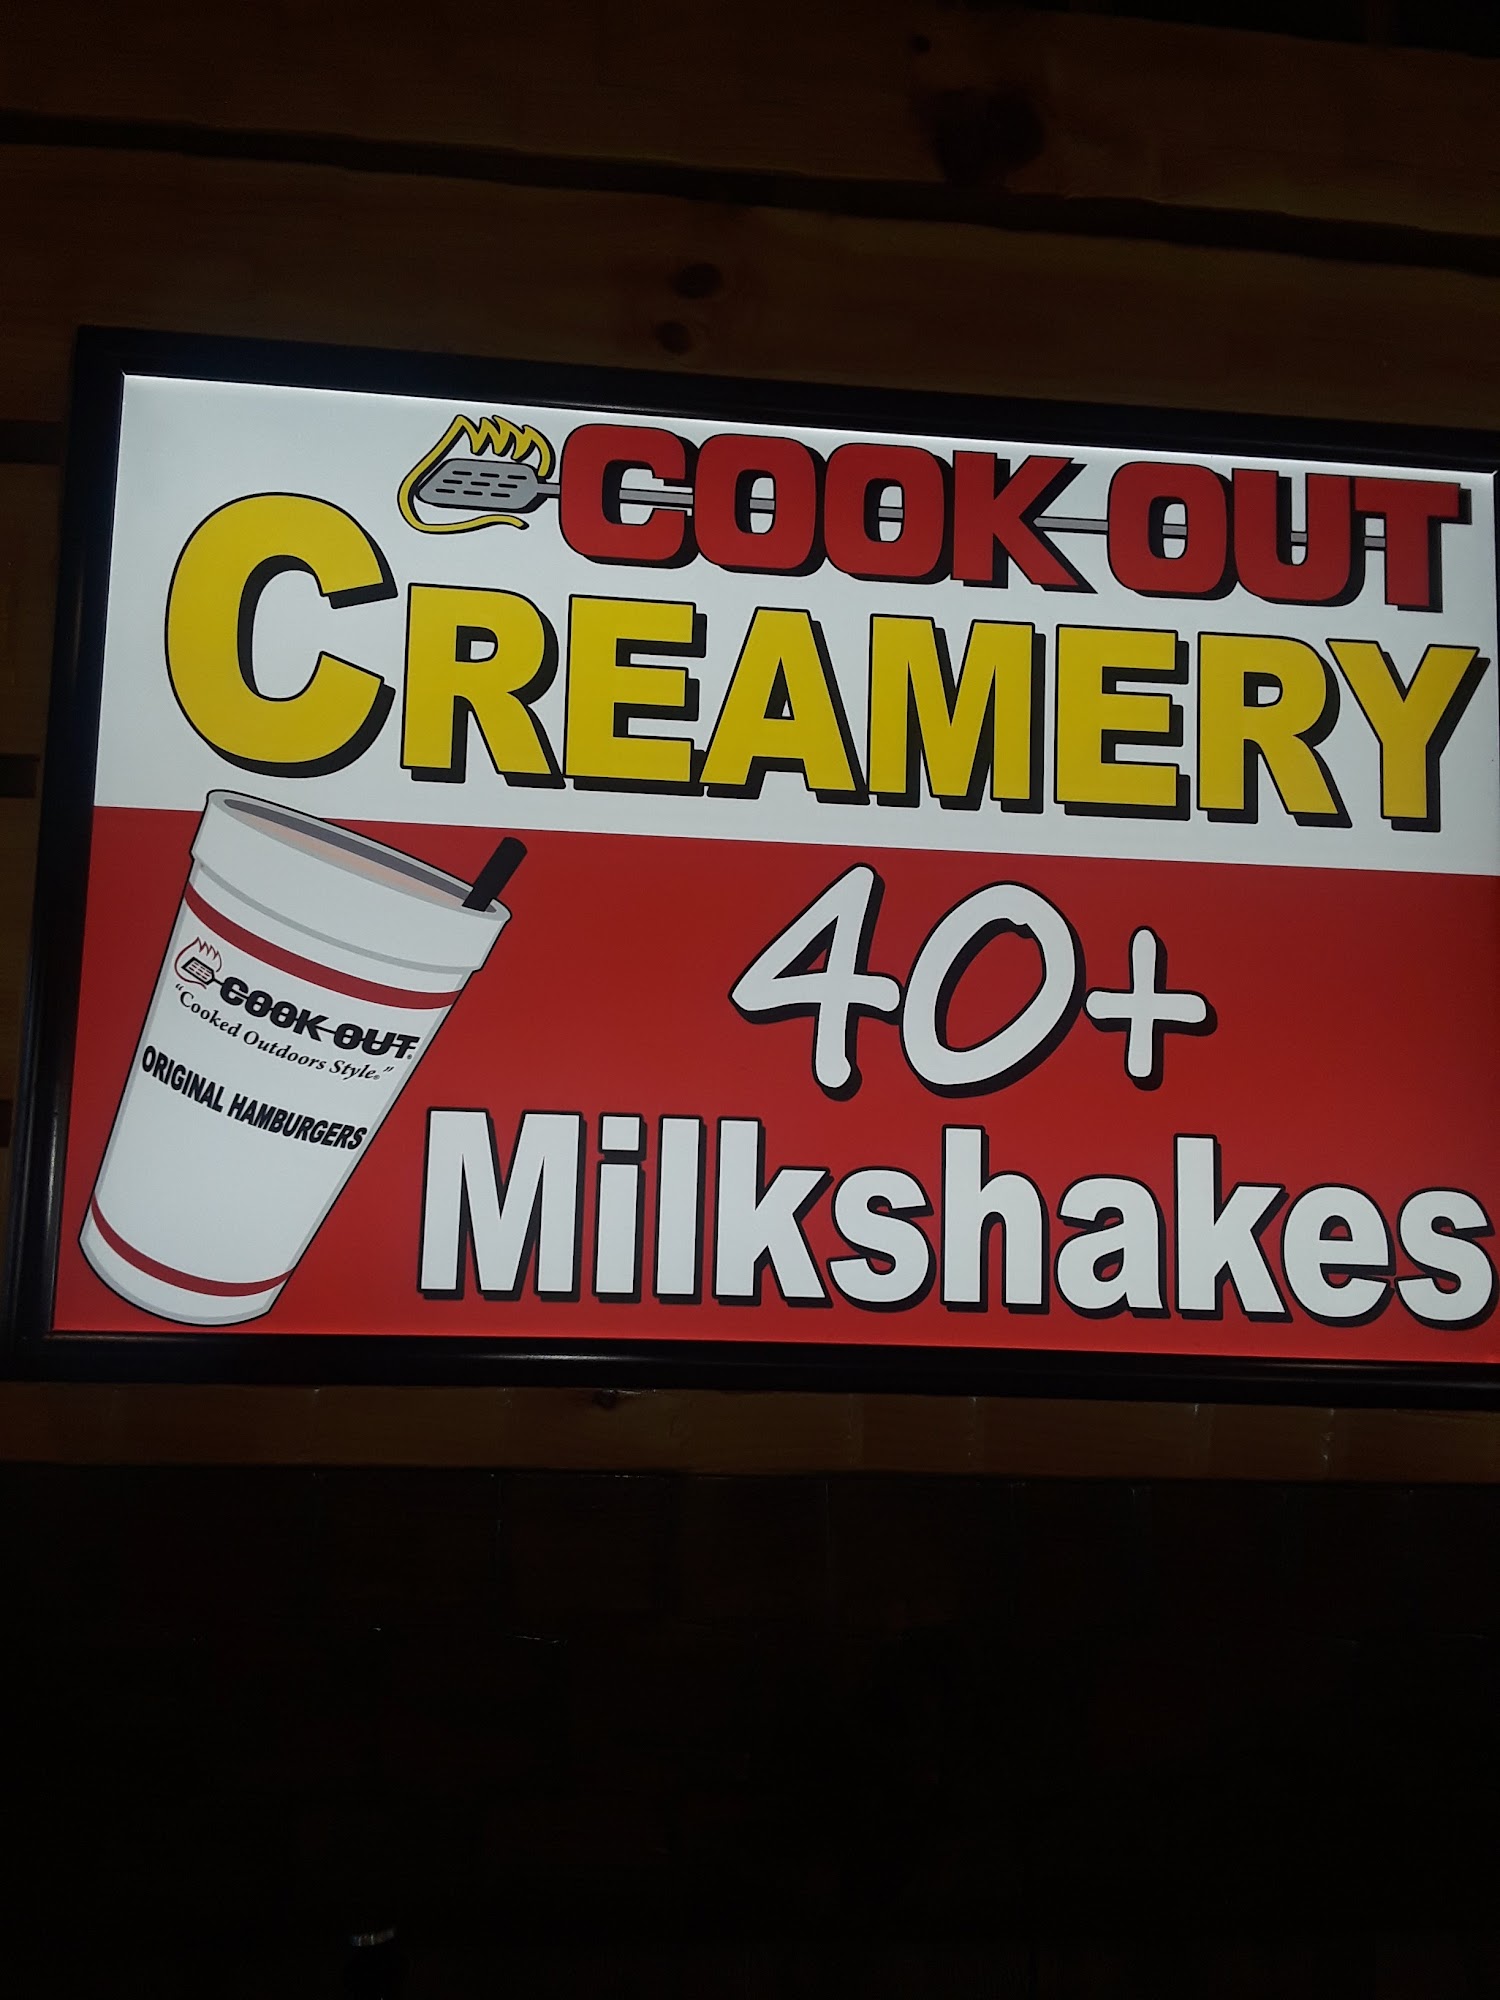 COOK OUT
CREAMERY
40+
Milkshakes
COOK OUT®
"Cooked Outdoors Style®"
ORIGINAL HAMBURGERS